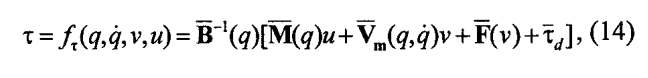 τ = f_τ(q, q̇, v, u) = B̅⁻¹(q)[M̅(q)u + V̅_m(q, q̇)v + F̅(v) + τ̅_d], (14)